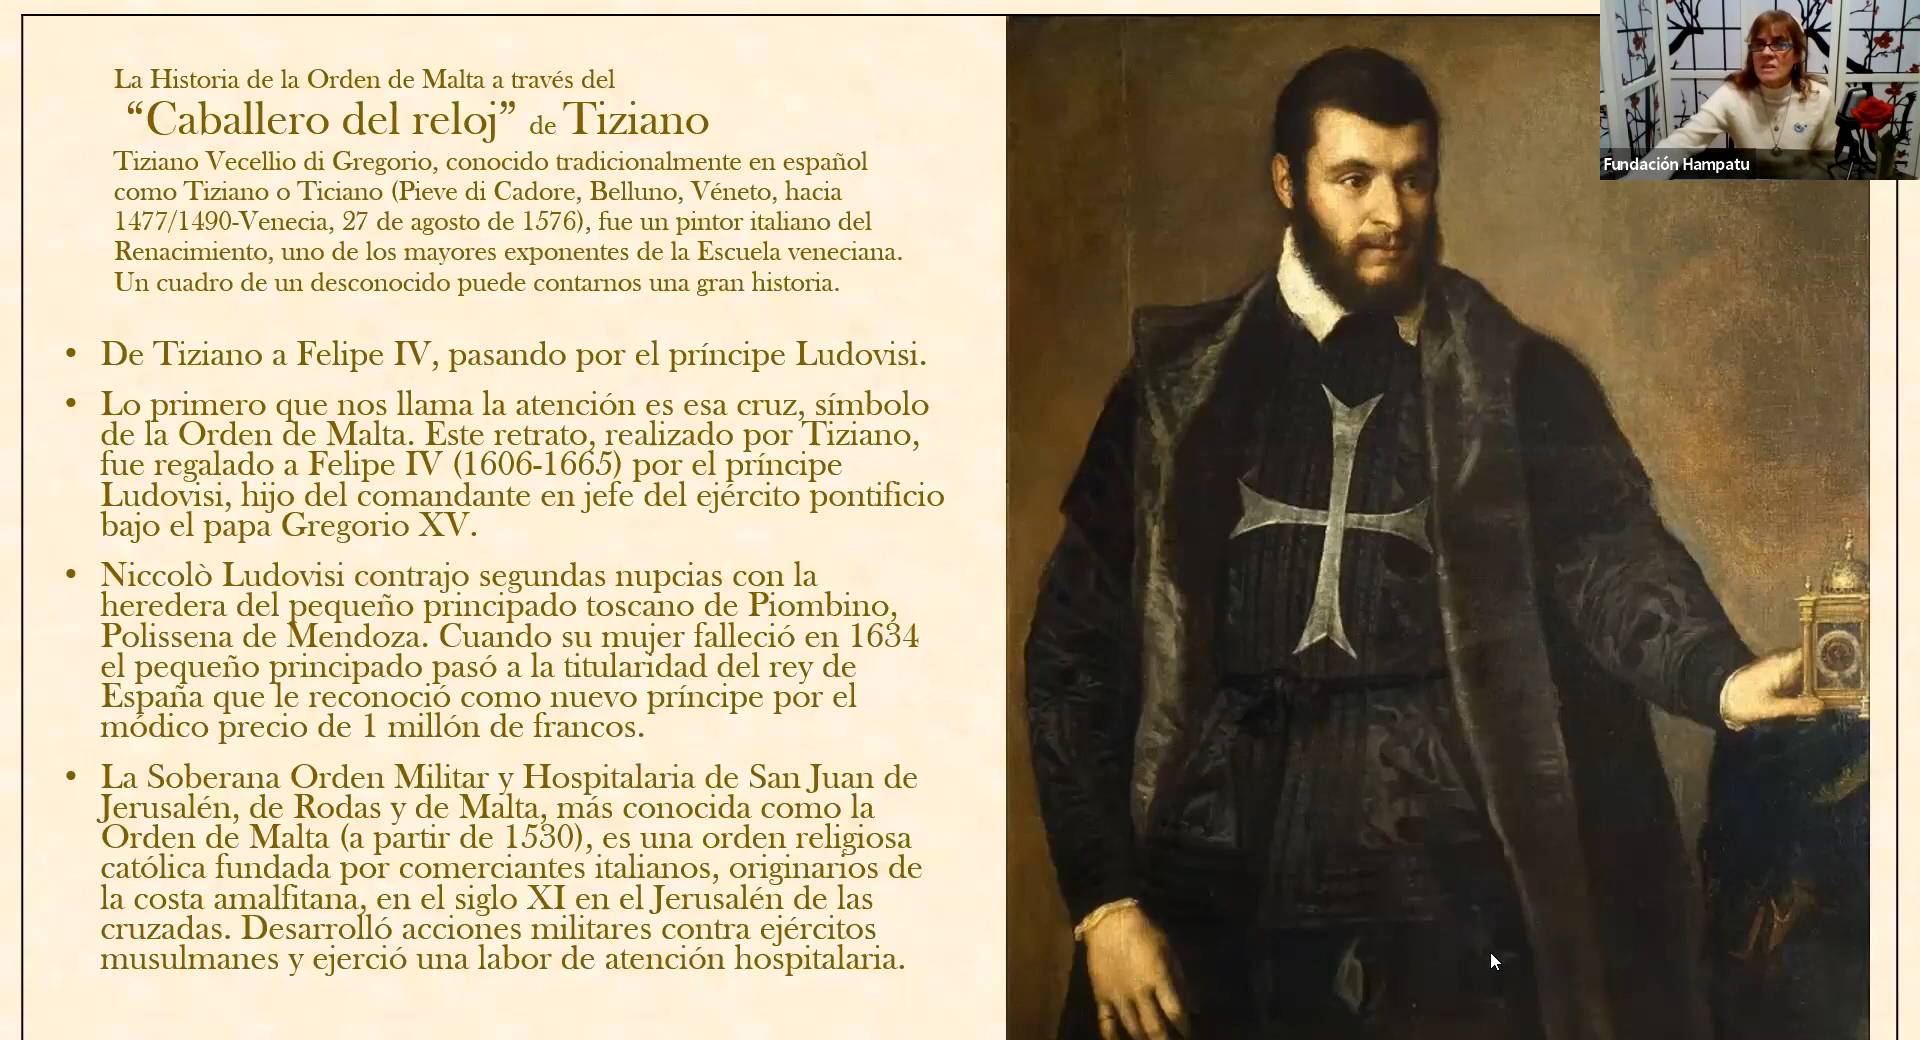 La Historia de la Orden de Malta a través del
“Caballero del reloj” de Tiziano
Tiziano Vecellio di Gregorio, conocido tradicionalmente en español
como Tiziano o Ticiano (Pieve di Cadore, Belluno, Véneto, hacia
1477/1490-Venecia, 27 de agosto de 1576), fue un pintor italiano del
Renacimiento, uno de los mayores exponentes de la Escuela veneciana.
Un cuadro de un desconocido puede contarnos una gran historia.
• De Tiziano a Felipe IV, pasando por el príncipe Ludovisi.
• Lo primero que nos llama la atención es esa cruz, símbolo
de la Orden de Malta. Este retrato, realizado por Tiziano,
fue regalado a Felipe IV (1606-1665) por el príncipe
Ludovisi, hijo del comandante en jefe del ejército pontificio
bajo el papa Gregorio XV.
• Niccolò Ludovisi contrajo segundas nupcias con la
heredera del pequeño principado toscano de Piombino,
Polissena de Mendoza. Cuando su mujer falleció en 1634
el pequeño principado pasó a la titularidad del rey de
España que le reconoció como nuevo príncipe por el
módico precio de 1 millón de francos.
• La Soberana Orden Militar y Hospitalaria de San Juan de
Jerusalén, de Rodas y de Malta, más conocida como la
Orden de Malta (a partir de 1530), es una orden religiosa
católica fundada por comerciantes italianos, originarios de
la costa amalfitana, en el siglo XI en el Jerusalén de las
cruzadas. Desarrolló acciones militares contra ejércitos
musulmanes y ejerció una labor de atención hospitalaria.
Fundación Hampatu